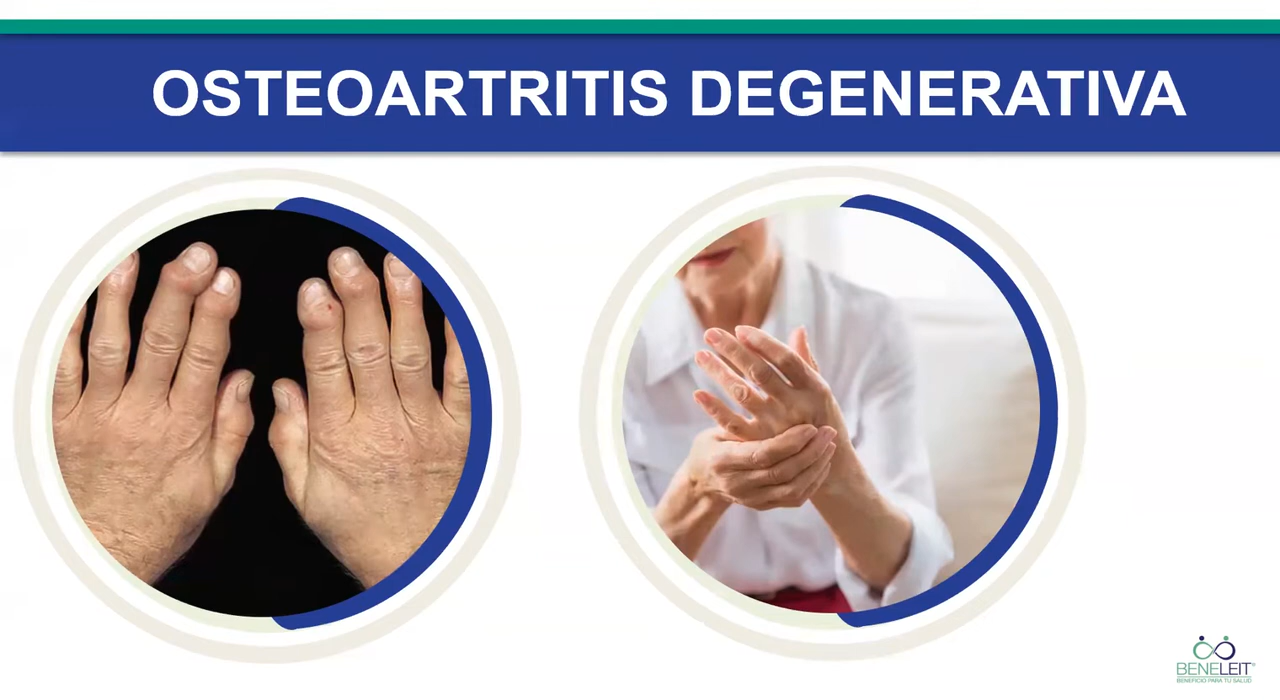 OSTEOARTRITIS DEGENERATIVA
BENELEIT®
BENEFICIO PARA TU SALUD